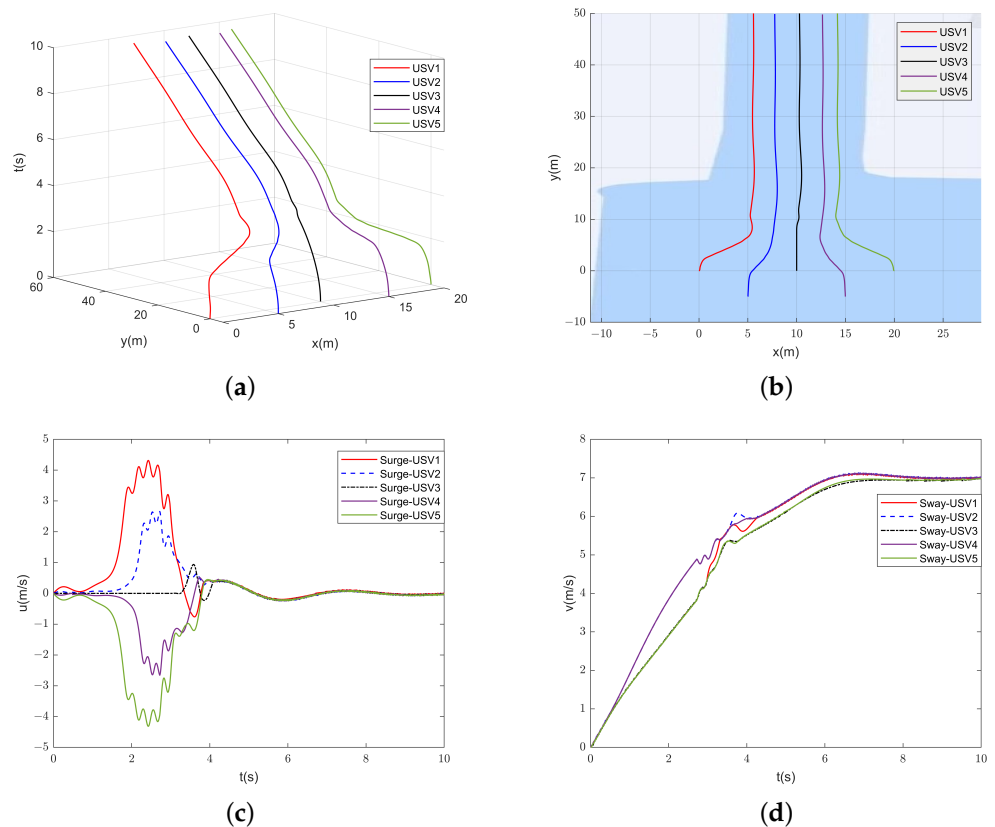 10
8
6
4
2
0
t(s)
60
40
20
0
y(m)
0
5
10
15
20
x(m)
USV1
USV2
USV3
USV4
USV5
(a)
50
40
30
20
10
0
−10
y(m)
−10
−5
0
5
10
15
20
25
x(m)
USV1
USV2
USV3
USV4
USV5
(b)
5
4
3
2
1
0
−1
−2
−3
−4
−5
u(m/s)
0
2
4
6
8
10
t(s)
Surge-USV1
Surge-USV2
Surge-USV3
Surge-USV4
Surge-USV5
(c)
8
7
6
5
4
3
2
1
0
v(m/s)
0
2
4
6
8
10
t(s)
Sway-USV1
Sway-USV2
Sway-USV3
Sway-USV4
Sway-USV5
(d)